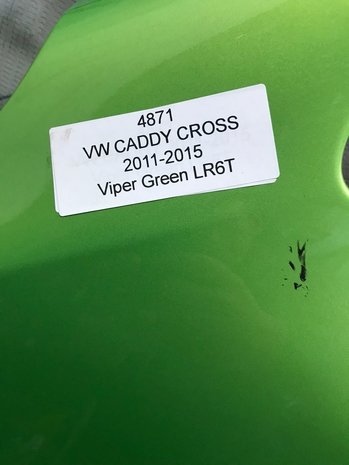 4871
VW CADDY CROSS
2011-2015
Viper Green LR6T